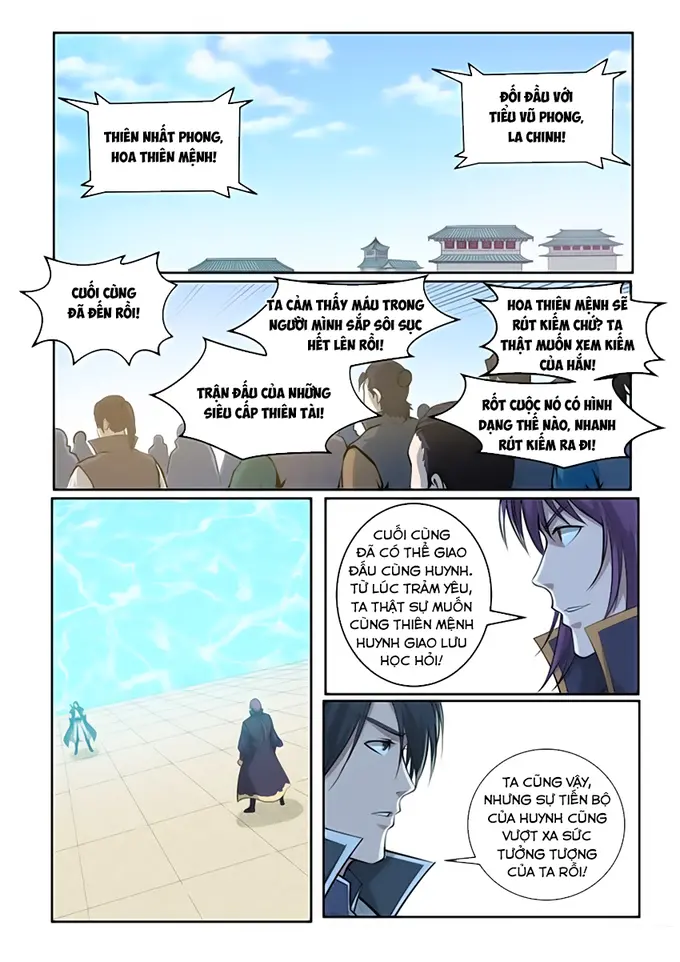 THIÊN NHẤT PHONG,
HOA THIÊN MỆNH!
ĐỐI ĐẦU VỚI
TIỂU VŨ PHONG,
LA CHINH!
CUỐI CÙNG
ĐÃ ĐẾN RỒI!
TA CẢM THẤY MÁU TRONG
NGƯỜI MÌNH SẮP SÔI SỤC
HẾT LÊN RỒI!
TRẬN ĐẤU CỦA NHỮNG
SIÊU CẤP THIÊN TÀI!
HOA THIÊN MỆNH SẼ
RÚT KIẾM CHỨ? TA
THẬT MUỐN XEM KIẾM
CỦA HẮN!
RỐT CUỘC NÓ CÓ HÌNH
DẠNG THẾ NÀO, NHANH
RÚT KIẾM RA ĐI!
CUỐI CÙNG
ĐÃ CÓ THỂ GIAO
ĐẤU CÙNG HUYNH.
TỪ LÚC TRẢM YÊU,
TA THẬT SỰ MUỐN
CÙNG THIÊN MỆNH
HUYNH GIAO LƯU
HỌC HỎI!
TA CŨNG VẬY,
NHƯNG SỰ TIẾN BỘ
CỦA HUYNH CŨNG
VƯỢT XA SỨC
TƯỞNG TƯỢNG
CỦA TA RỒI!